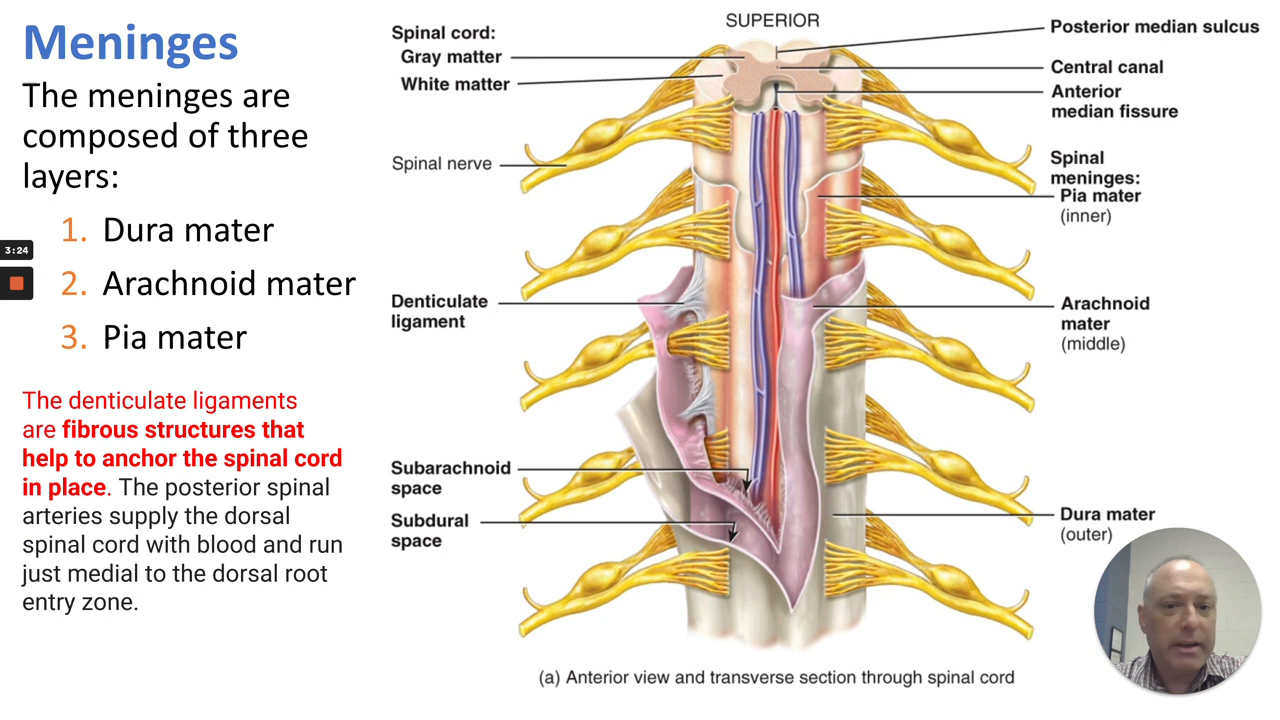 Meninges
The meninges are
composed of three
layers:
1. Dura mater
2. Arachnoid mater
3. Pia mater
3:24
The denticulate ligaments
are fibrous structures that
help to anchor the spinal cord
in place. The posterior spinal
arteries supply the dorsal
spinal cord with blood and run
just medial to the dorsal root
entry zone.
SUPERIOR
Spinal cord:
Gray matter
White matter
Spinal nerve
Denticulate
ligament
Subarachnoid
space
Subdural
space
Posterior median sulcus
Central canal
Anterior
median fissure
Spinal
meninges:
Pia mater
(inner)
Arachnoid
mater
(middle)
Dura mater
(outer)
(a) Anterior view and transverse section through spinal cord